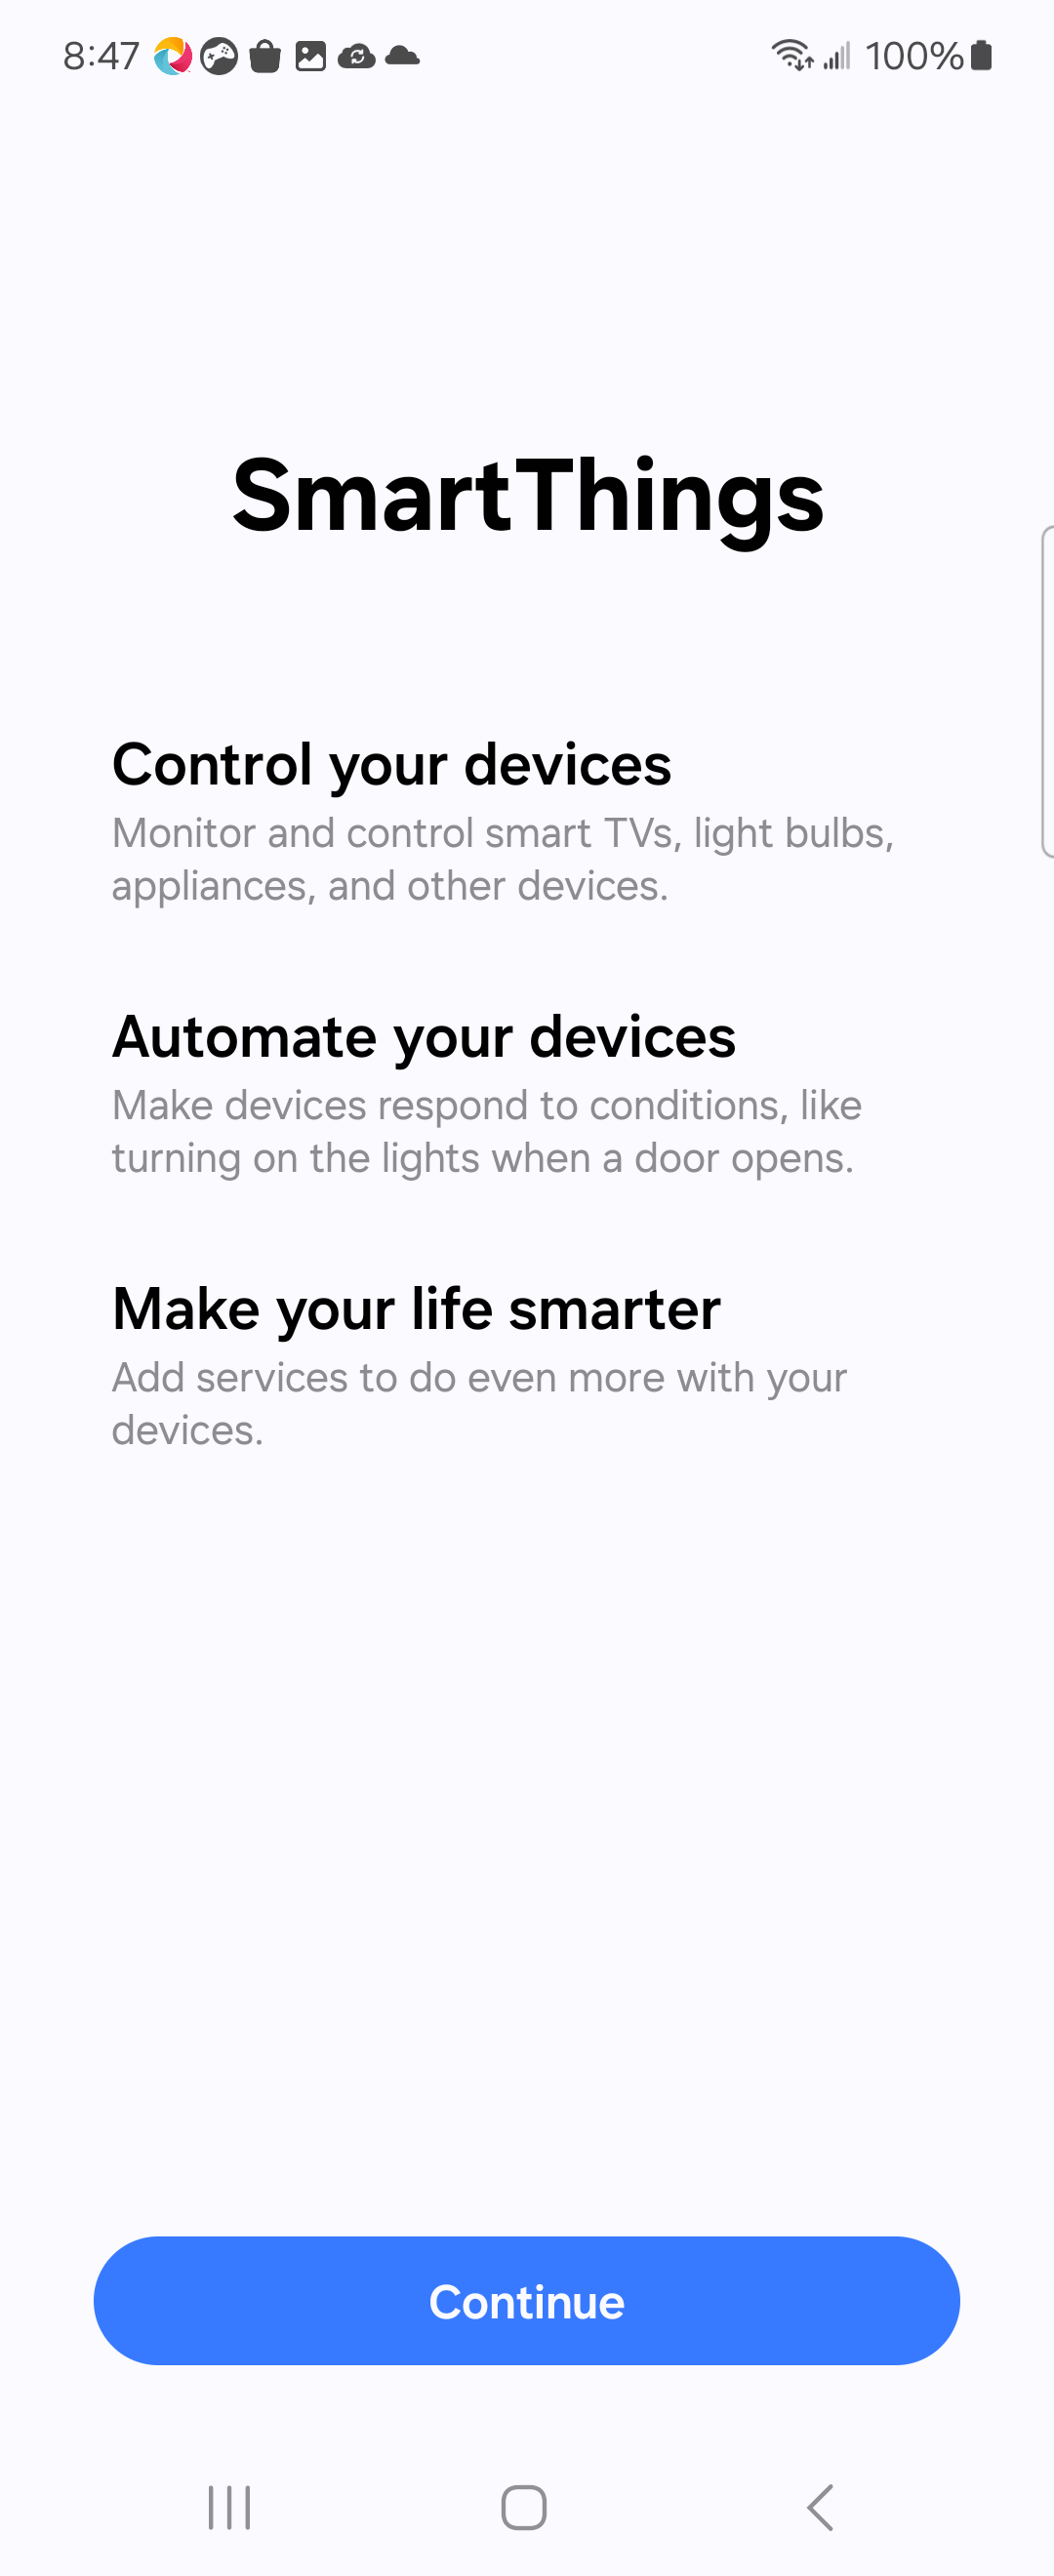 8:47 100%
SmartThings
Control your devices
Monitor and control smart TVs, light bulbs,
appliances, and other devices.
Automate your devices
Make devices respond to conditions, like
turning on the lights when a door opens.
Make your life smarter
Add services to do even more with your
devices.
Continue